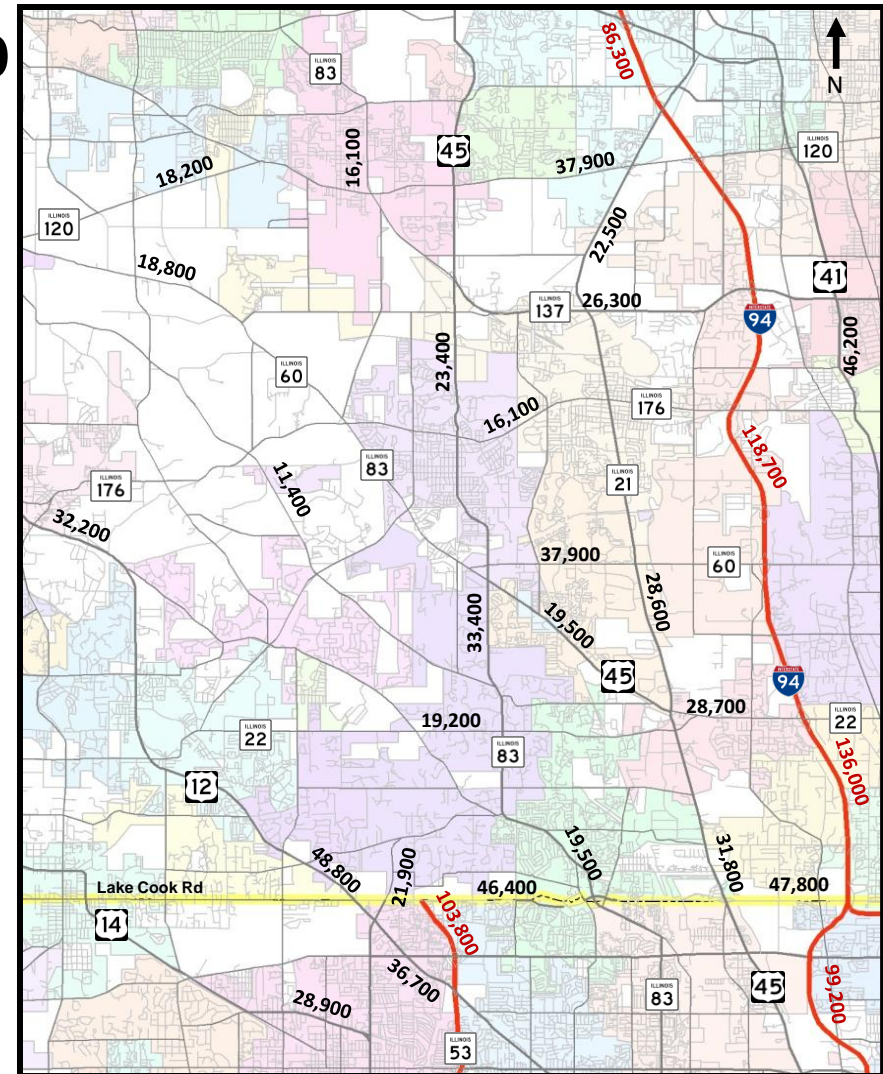 86,300
N
ILLINOIS
83
16,100
45
37,900
ILLINOIS
120
18,200
ILLINOIS
120
22,500
18,800
41
ILLINOIS
137
26,300
INTERSTATE
94
46,200
23,400
ILLINOIS
60
16,100
ILLINOIS
176
118,700
ILLINOIS
83
ILLINOIS
176
11,400
ILLINOIS
21
32,200
37,900
ILLINOIS
60
28,600
33,400
19,500
45
INTERSTATE
94
28,700
ILLINOIS
22
19,200
ILLINOIS
22
ILLINOIS
83
136,000
12
48,800
21,900
19,500
31,800
Lake Cook Rd
46,400
47,800
14
103,800
36,700
28,900
ILLINOIS
83
45
99,200
ILLINOIS
53